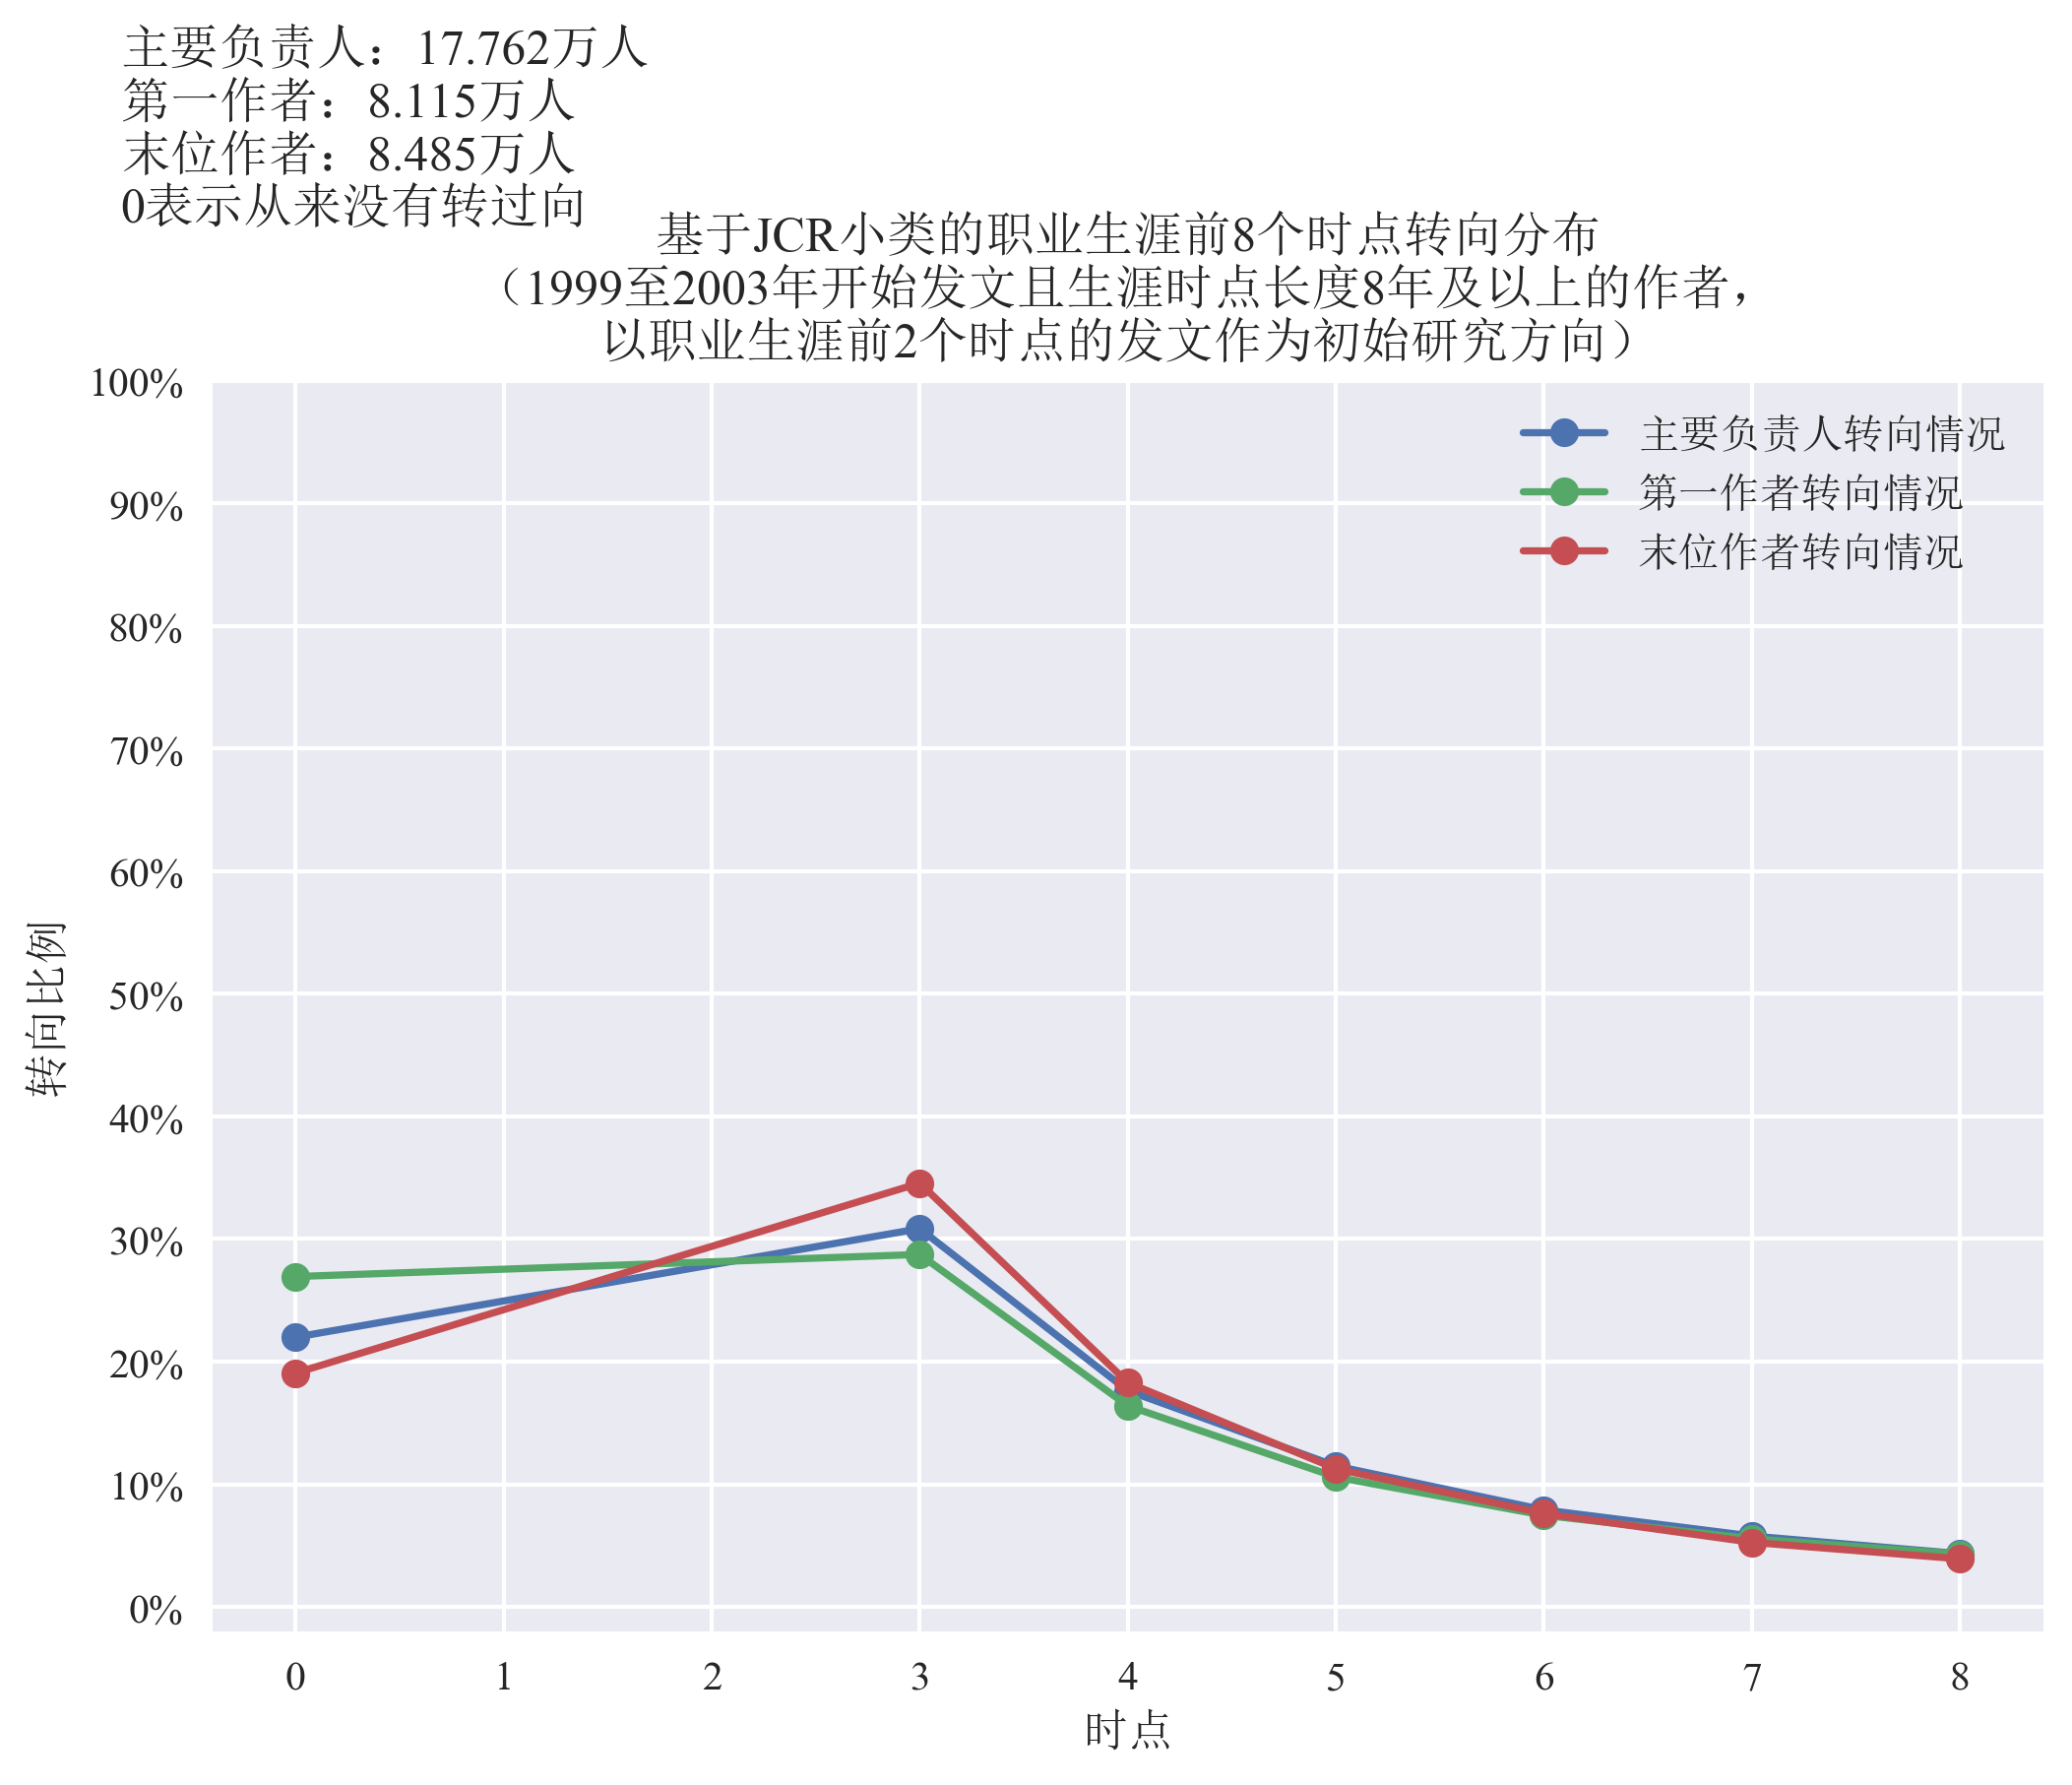 主要负责人：17.762万人
第一作者：8.115万人
末位作者：8.485万人
0表示从来没有转过向
基于JCR小类的职业生涯前8个时点转向分布
（1999至2003年开始发文且生涯时点长度8年及以上的作者，
以职业生涯前2个时点的发文作为初始研究方向）
主要负责人转向情况
第一作者转向情况
末位作者转向情况
转向比例
100%
90%
80%
70%
60%
50%
40%
30%
20%
10%
0%
0 1 2 3 4 5 6 7 8
时点